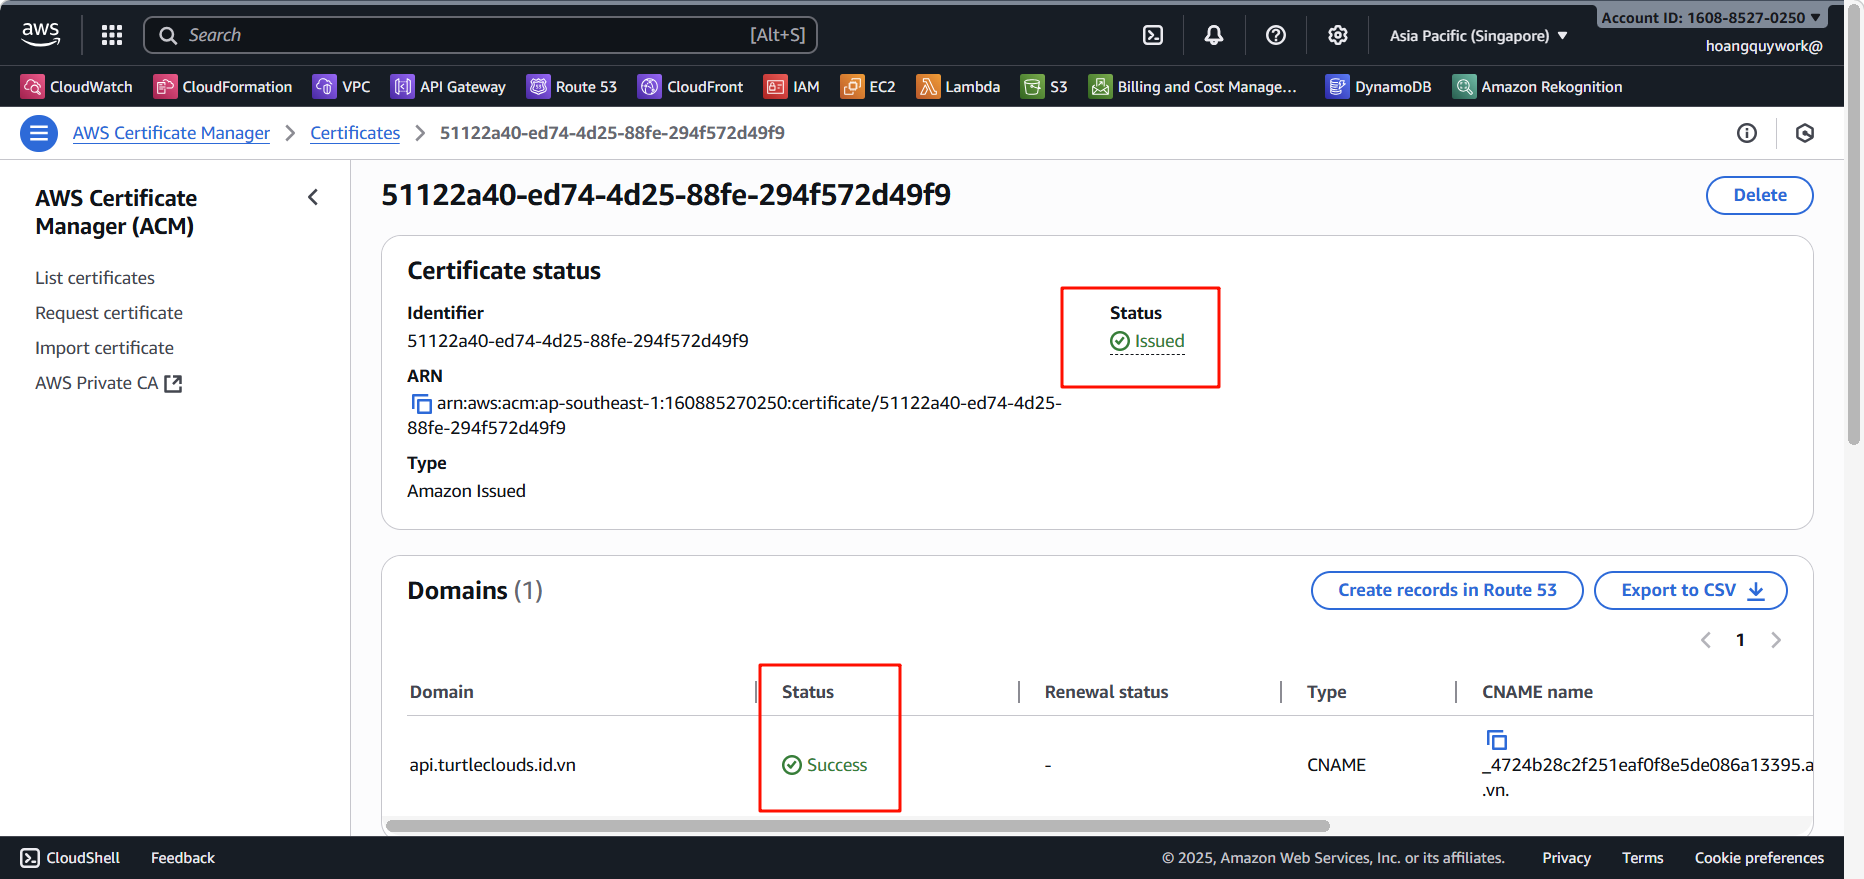 aws
Search
[Alt+S]
Asia Pacific (Singapore)
Account ID: 1608-8527-0250
hoangquywork@
CloudWatch
CloudFormation
VPC
API Gateway
Route 53
CloudFront
IAM
EC2
Lambda
S3
Billing and Cost Manage...
DynamoDB
Amazon Rekognition
AWS Certificate Manager
Certificates
51122a40-ed74-4d25-88fe-294f572d49f9
AWS Certificate
Manager (ACM)
List certificates
Request certificate
Import certificate
AWS Private CA
51122a40-ed74-4d25-88fe-294f572d49f9
Delete
Certificate status
Identifier
51122a40-ed74-4d25-88fe-294f572d49f9
ARN
arn:aws:acm:ap-southeast-1:160885270250:certificate/51122a40-ed74-4d25-
88fe-294f572d49f9
Type
Amazon Issued
Status
Issued
Domains (1)
Create records in Route 53
Export to CSV
1
Domain
Status
Renewal status
Type
CNAME name
api.turtleclouds.id.vn
Success
-
CNAME
_4724b28c2f251eaf0f8e5de086a13395.a
.vn.
CloudShell
Feedback
© 2025, Amazon Web Services, Inc. or its affiliates.
Privacy
Terms
Cookie preferences